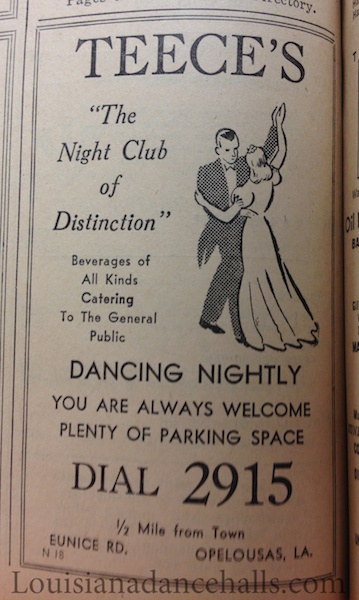 Directory.
TEECE'S
"The
Night Club
of
Distinction"
Beverages of
All Kinds
Catering
To The General
Public
DANCING NIGHTLY
YOU ARE ALWAYS WELCOME
PLENTY OF PARKING SPACE
DIAL 2915
½ Mile from Town
EUNICE RD. OPELOUSAS, LA.
N 18
Louisianadancehalls.com